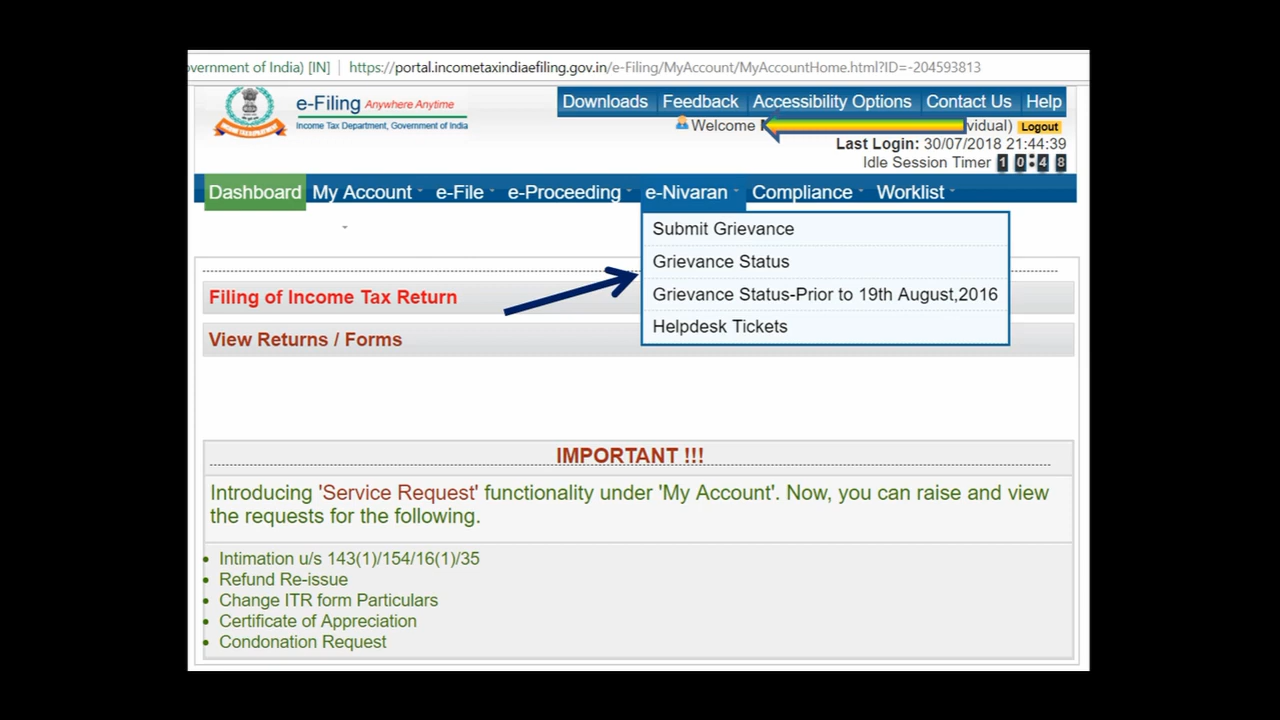 overnment of India) [IN] | https://portal.incometaxindiaefiling.gov.in/e-Filing/MyAccount/MyAccountHome.html?ID=-204593813
e-Filing Anywhere Anytime
Income Tax Department, Government of India
Downloads Feedback Accessibility Options Contact Us Help
Welcome vidual) Logout
Last Login: 30/07/2018 21:44:39
Idle Session Timer 10:48
Dashboard My Account e-File e-Proceeding e-Nivaran Compliance Worklist
Submit Grievance
Grievance Status
Grievance Status-Prior to 19th August,2016
Helpdesk Tickets
Filing of Income Tax Return
View Returns / Forms
IMPORTANT !!!
Introducing 'Service Request' functionality under 'My Account'. Now, you can raise and view
the requests for the following.
• Intimation u/s 143(1)/154/16(1)/35
• Refund Re-issue
• Change ITR form Particulars
• Certificate of Appreciation
• Condonation Request